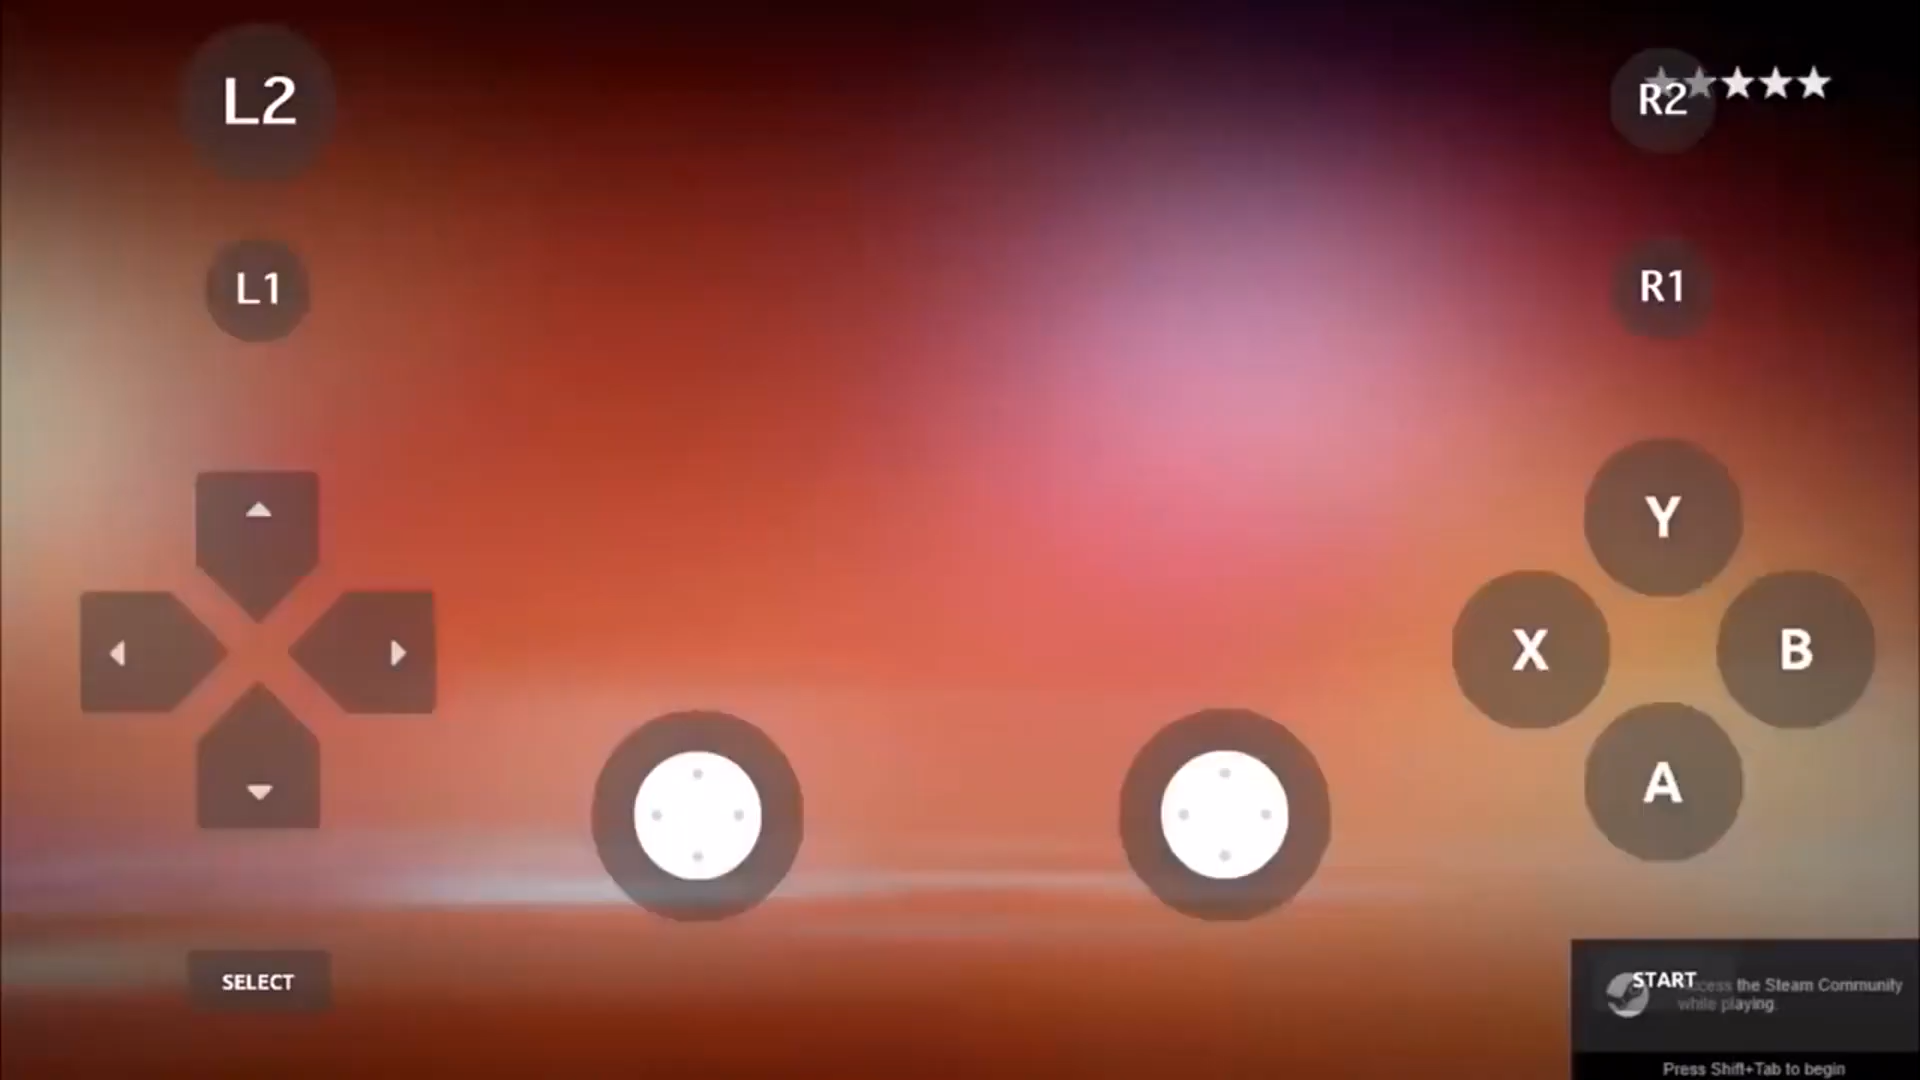 L2
R2
L1
R1
Y
X
B
A
SELECT
START
the Steam Community
while playing.
Press Shift+Tab to begin